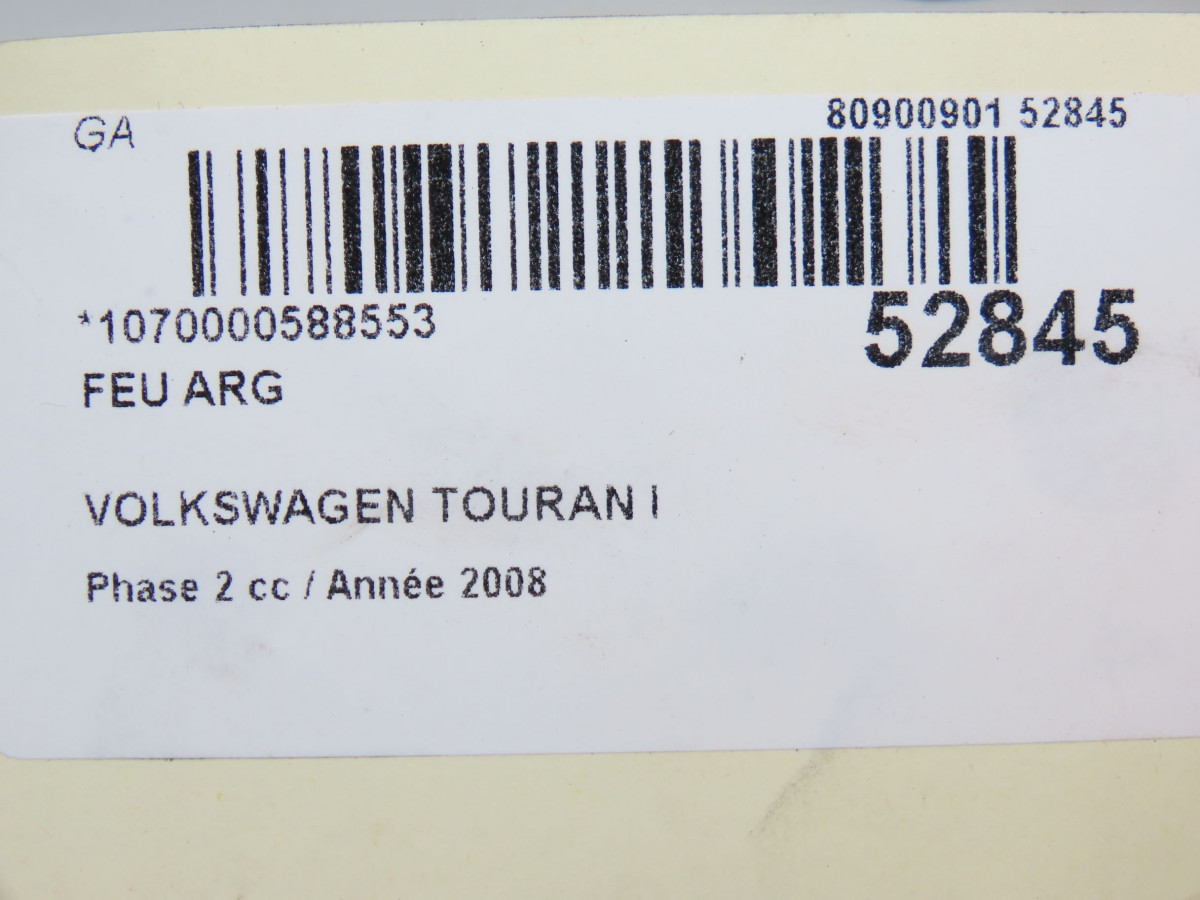 GA
80900901 52845
*1070000588553
52845
FEU ARG
VOLKSWAGEN TOURAN I
Phase 2 cc / Année 2008